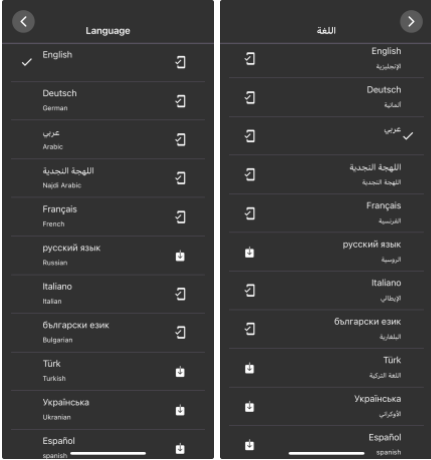 Language
English
Deutsch
German
عربي
Arabic
اللهجة النجدية
Najdi Arabic
Français
French
русский язык
Russian
Italiano
Italian
български език
Bulgarian
Türk
Turkish
Українська
Ukranian
Español
spanish
اللغة
English
الإنجليزية
Deutsch
ألمانية
عربي
اللهجة النجدية
اللهجة النجدية
Français
الفرنسية
русский язык
الروسية
Italiano
الإيطالي
български език
البلغارية
Türk
اللغة التركية
Українська
الأوكراني
Español
spanish